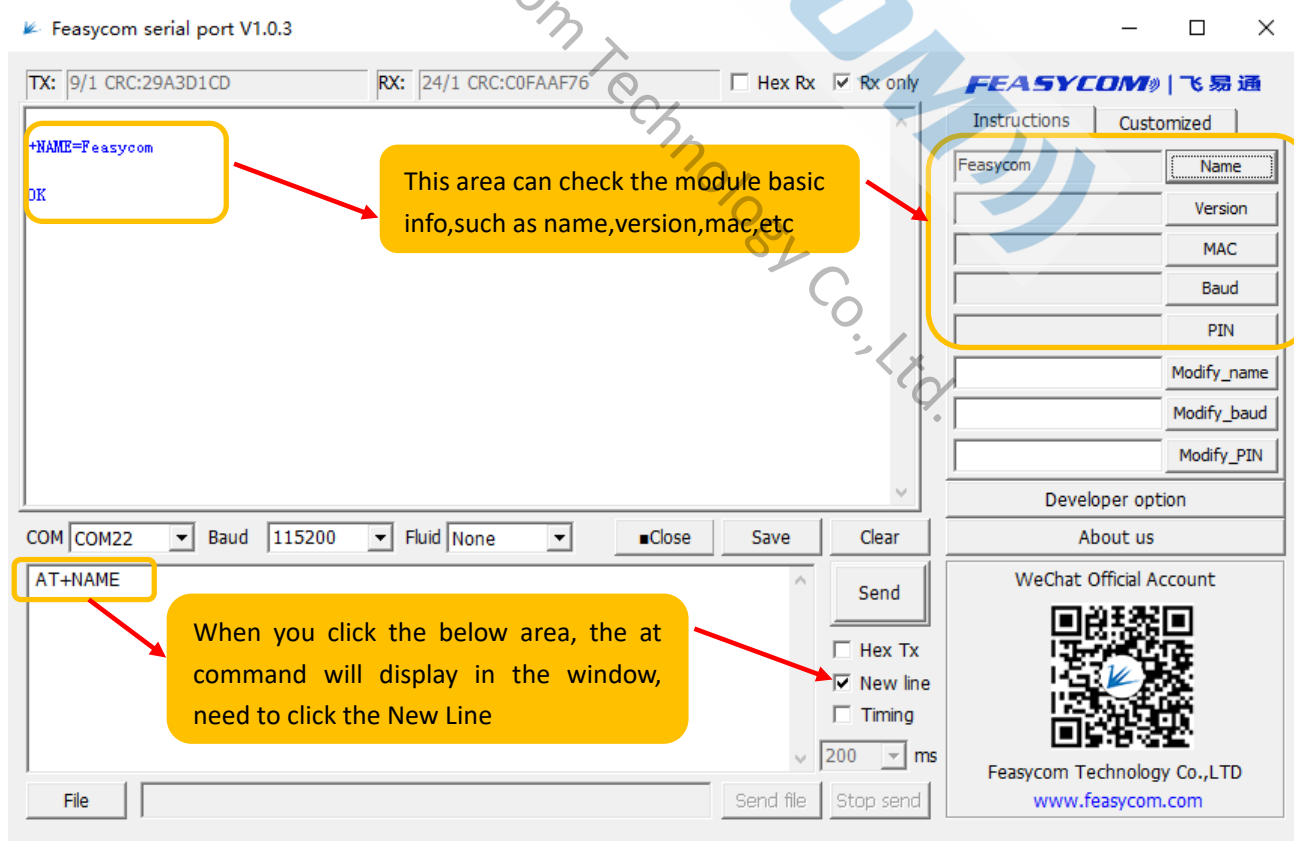 Feasycom serial port V1.0.3
TX: 9/1 CRC:29A3D1CD
RX: 24/1 CRC:C0FAAF76
Hex Rx
Rx only
FEASYCOM | 飞易通
Instructions
Customized
+NAME=Feasycom
OK
This area can check the module basic
info,such as name,version,mac,etc
Feasycom
Name
Version
MAC
Baud
PIN
Modify_name
Modify_baud
Modify_PIN
Developer option
About us
COM COM22
Baud 115200
Fluid None
■Close
Save
Clear
AT+NAME
When you click the below area, the at
command will display in the window,
need to click the New Line
Send
Hex Tx
New line
Timing
200 ms
File
Send file
Stop send
WeChat Official Account
Feasycom Technology Co.,LTD
www.feasycom.com
om Technology Co., Ltd.